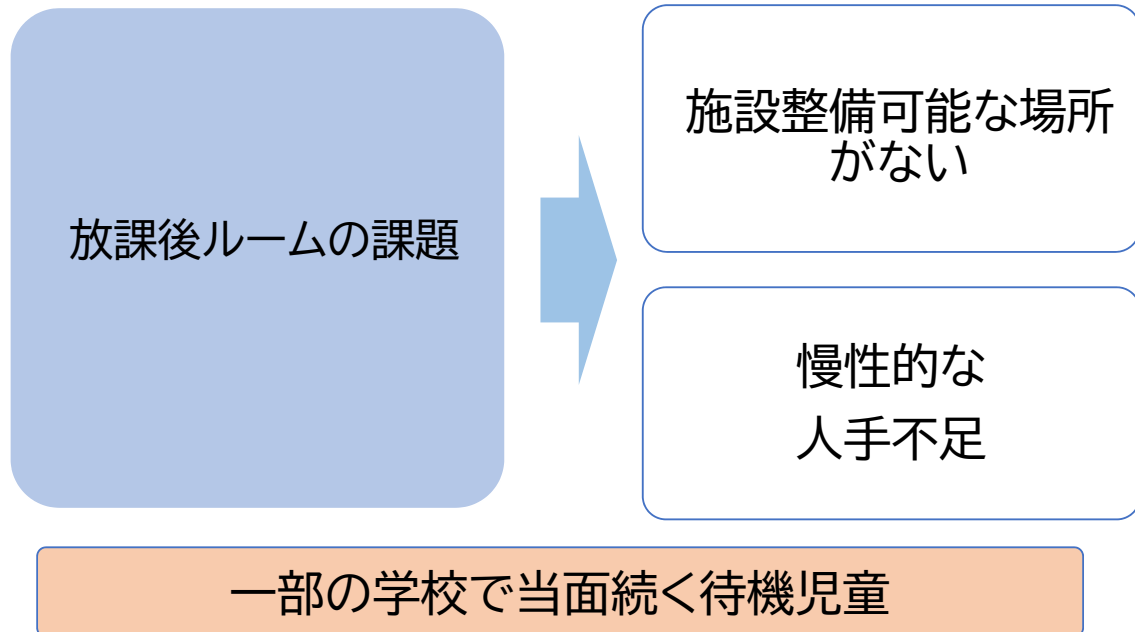 放課後ルームの課題
施設整備可能な場所
がない
慢性的な
人手不足
一部の学校で当面続く待機児童